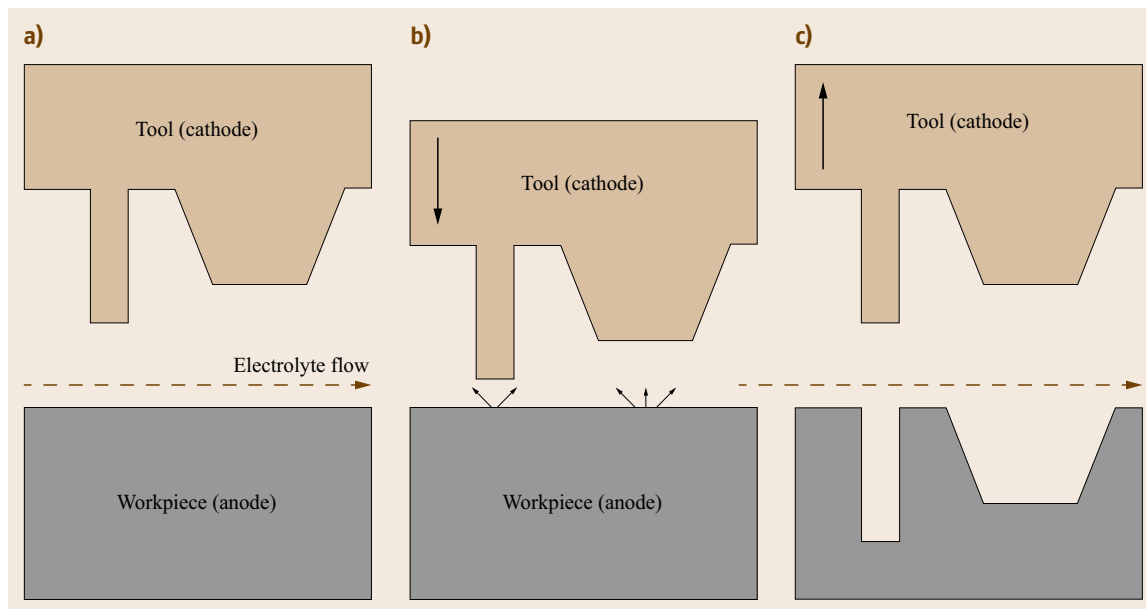 a)
Tool (cathode)
Electrolyte flow
Workpiece (anode)
b)
Tool (cathode)
Workpiece (anode)
c)
Tool (cathode)